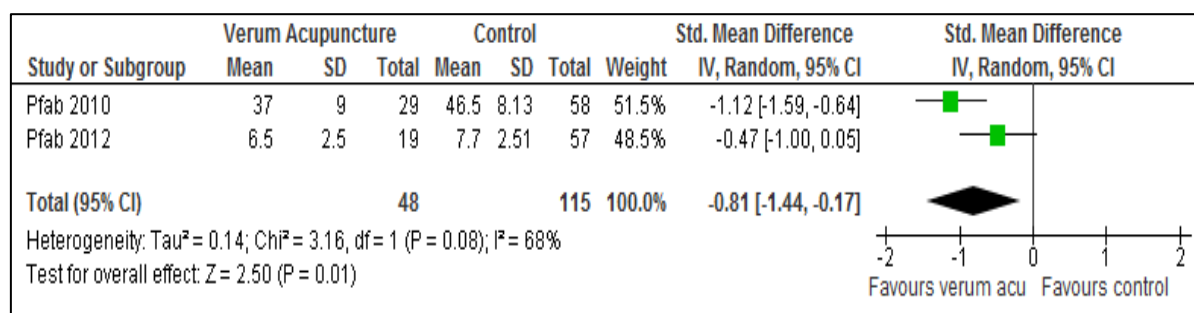 Verum Acupuncture Control Std. Mean Difference Std. Mean Difference
Study or Subgroup Mean SD Total Mean SD Total Weight IV, Random, 95% CI IV, Random, 95% CI
Pfab 2010 37 9 29 46.5 8.13 58 51.5% -1.12 [-1.59, -0.64]
Pfab 2012 6.5 2.5 19 7.7 2.51 57 48.5% -0.47 [-1.00, 0.05]
Total (95% CI) 48 115 100.0% -0.81 [-1.44, -0.17]
Heterogeneity: Tau² = 0.14; Chi² = 3.16, df = 1 (P = 0.08); I² = 68%
Test for overall effect: Z = 2.50 (P = 0.01)
-2 -1 0 1 2
Favours verum acu Favours control